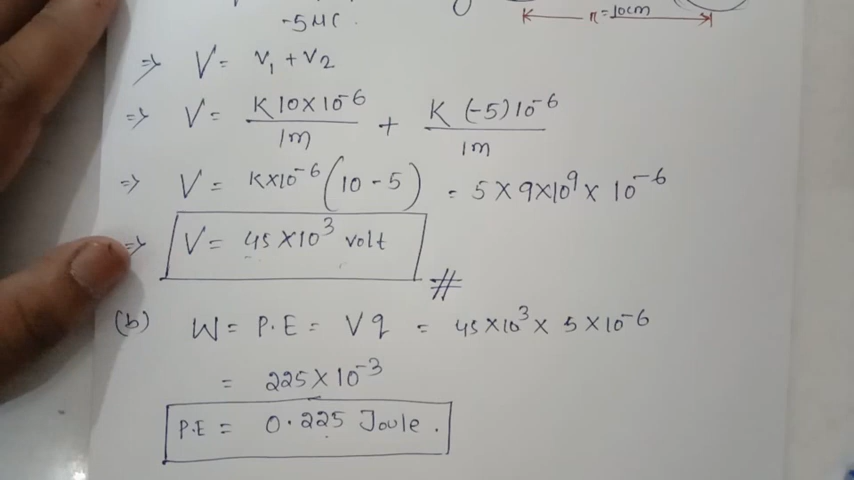 -5μC.
r=10cm
⇒ V = V₁ + V₂
⇒ V = K10×10⁻⁶/1m + K(-5)10⁻⁶/1m
⇒ V = K×10⁻⁶(10-5) = 5×9×10⁹×10⁻⁶
⇒ V = 45×10³ volt
#
(b) W = P.E = Vq = 45×10³×5×10⁻⁶
= 225×10⁻³
P.E = 0.225 Joule.